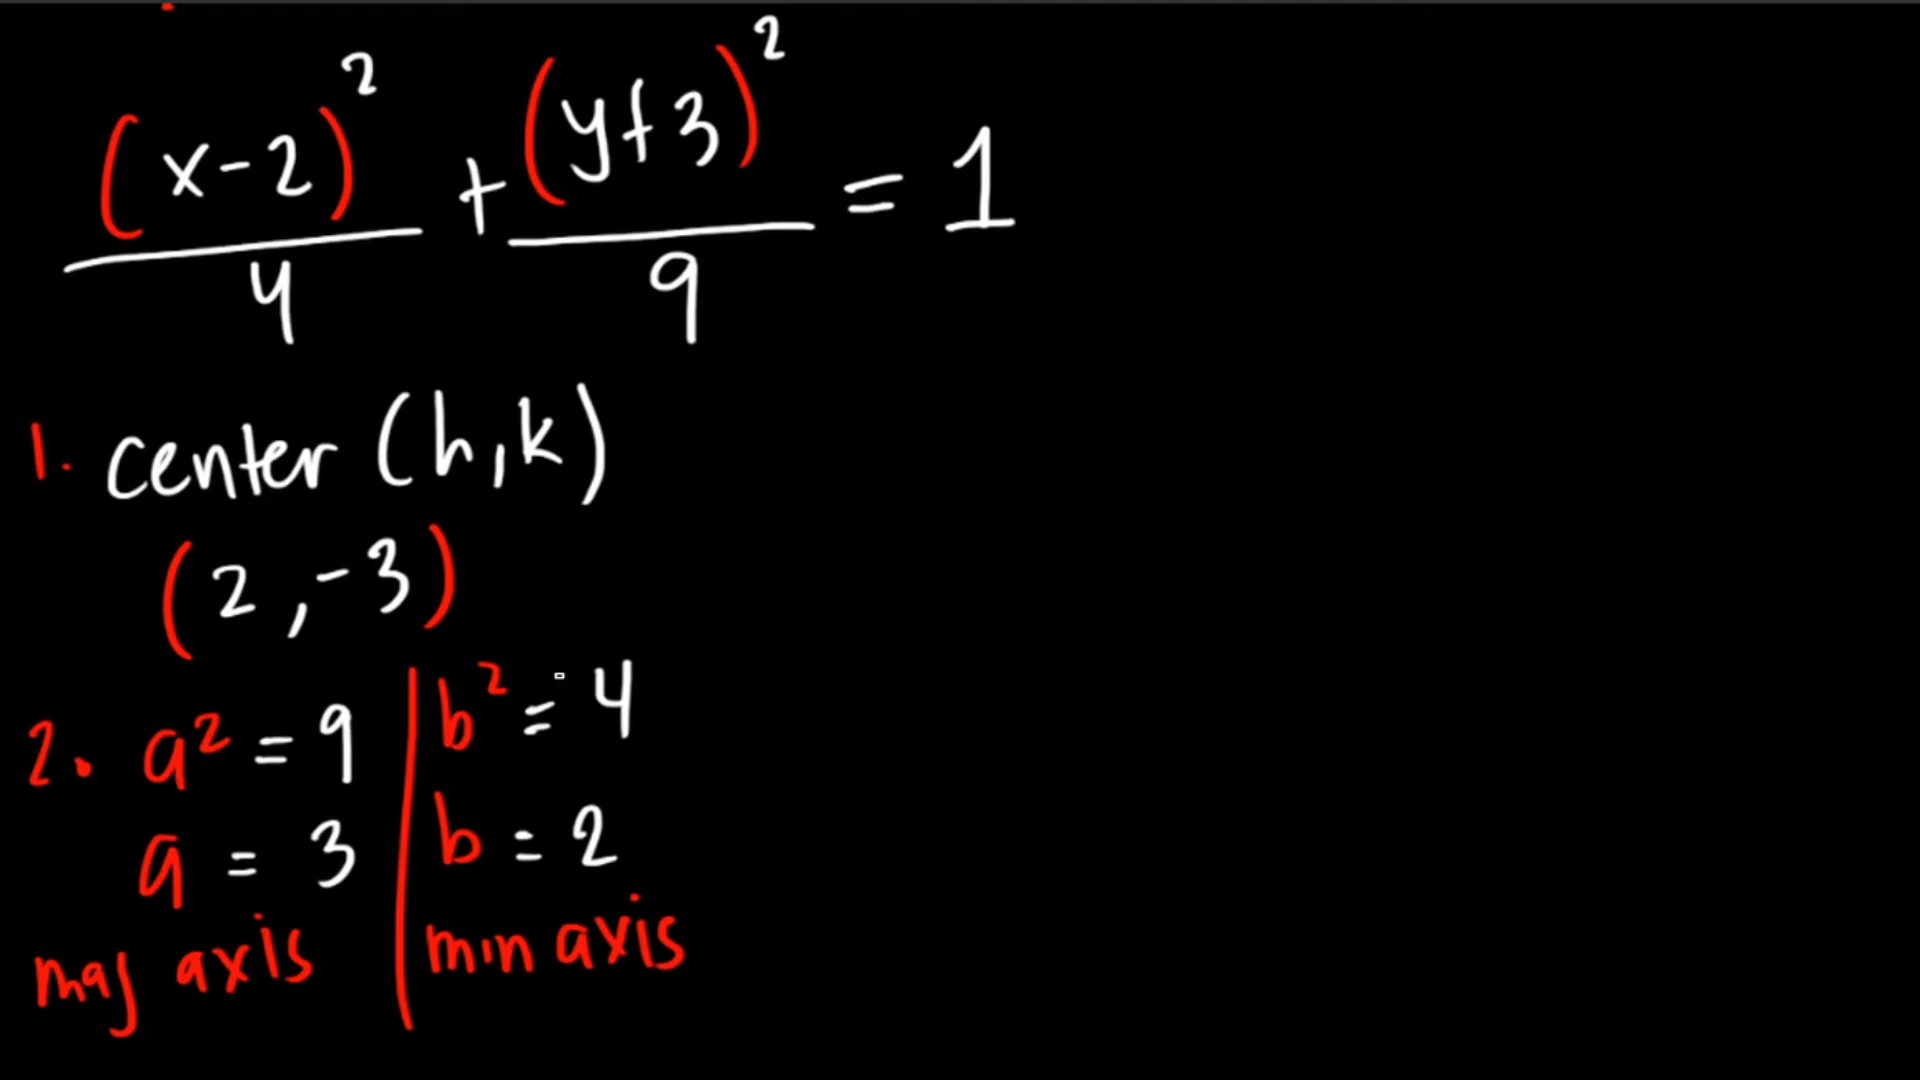 (x-2)²/4 + (y+3)²/9 = 1
1. center (h,k)
(2,-3)
2. a² = 9 | b² = 4
a = 3 | b = 2
maj axis | min axis